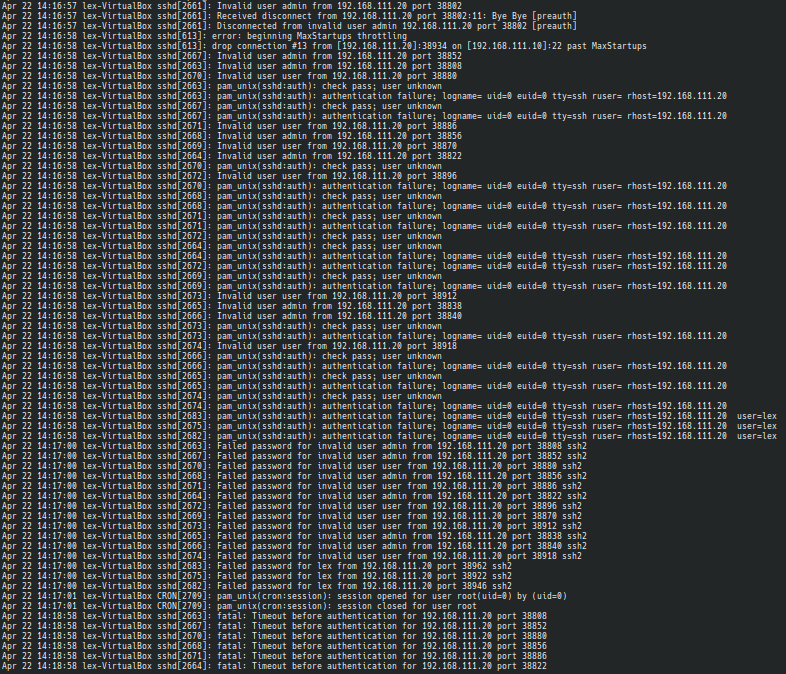 Apr 22 14:16:57 lex-VirtualBox sshd[2661]: Invalid user admin from 192.168.111.20 port 38802
Apr 22 14:16:57 lex-VirtualBox sshd[2661]: Received disconnect from 192.168.111.20 port 38802:11: Bye Bye [preauth]
Apr 22 14:16:57 lex-VirtualBox sshd[2661]: Disconnected from invalid user admin 192.168.111.20 port 38802 [preauth]
Apr 22 14:16:58 lex-VirtualBox sshd[613]: error: beginning MaxStartups throttling
Apr 22 14:16:58 lex-VirtualBox sshd[613]: drop connection #13 from [192.168.111.20]:38934 on [192.168.111.10]:22 past MaxStartups
Apr 22 14:16:58 lex-VirtualBox sshd[2667]: Invalid user admin from 192.168.111.20 port 38852
Apr 22 14:16:58 lex-VirtualBox sshd[2663]: Invalid user admin from 192.168.111.20 port 38808
Apr 22 14:16:58 lex-VirtualBox sshd[2670]: Invalid user user from 192.168.111.20 port 38880
Apr 22 14:16:58 lex-VirtualBox sshd[2663]: pam_unix(sshd:auth): check pass; user unknown
Apr 22 14:16:58 lex-VirtualBox sshd[2663]: pam_unix(sshd:auth): authentication failure; logname= uid=0 euid=0 tty=ssh ruser= rhost=192.168.111.20
Apr 22 14:16:58 lex-VirtualBox sshd[2667]: pam_unix(sshd:auth): check pass; user unknown
Apr 22 14:16:58 lex-VirtualBox sshd[2667]: pam_unix(sshd:auth): authentication failure; logname= uid=0 euid=0 tty=ssh ruser= rhost=192.168.111.20
Apr 22 14:16:58 lex-VirtualBox sshd[2671]: Invalid user user from 192.168.111.20 port 38886
Apr 22 14:16:58 lex-VirtualBox sshd[2668]: Invalid user admin from 192.168.111.20 port 38856
Apr 22 14:16:58 lex-VirtualBox sshd[2669]: Invalid user user from 192.168.111.20 port 38870
Apr 22 14:16:58 lex-VirtualBox sshd[2664]: Invalid user admin from 192.168.111.20 port 38822
Apr 22 14:16:58 lex-VirtualBox sshd[2670]: pam_unix(sshd:auth): check pass; user unknown
Apr 22 14:16:58 lex-VirtualBox sshd[2672]: Invalid user user from 192.168.111.20 port 38896
Apr 22 14:16:58 lex-VirtualBox sshd[2670]: pam_unix(sshd:auth): authentication failure; logname= uid=0 euid=0 tty=ssh ruser= rhost=192.168.111.20
Apr 22 14:16:58 lex-VirtualBox sshd[2668]: pam_unix(sshd:auth): check pass; user unknown
Apr 22 14:16:58 lex-VirtualBox sshd[2668]: pam_unix(sshd:auth): authentication failure; logname= uid=0 euid=0 tty=ssh ruser= rhost=192.168.111.20
Apr 22 14:16:58 lex-VirtualBox sshd[2671]: pam_unix(sshd:auth): check pass; user unknown
Apr 22 14:16:58 lex-VirtualBox sshd[2671]: pam_unix(sshd:auth): authentication failure; logname= uid=0 euid=0 tty=ssh ruser= rhost=192.168.111.20
Apr 22 14:16:58 lex-VirtualBox sshd[2672]: pam_unix(sshd:auth): check pass; user unknown
Apr 22 14:16:58 lex-VirtualBox sshd[2664]: pam_unix(sshd:auth): check pass; user unknown
Apr 22 14:16:58 lex-VirtualBox sshd[2664]: pam_unix(sshd:auth): authentication failure; logname= uid=0 euid=0 tty=ssh ruser= rhost=192.168.111.20
Apr 22 14:16:58 lex-VirtualBox sshd[2672]: pam_unix(sshd:auth): authentication failure; logname= uid=0 euid=0 tty=ssh ruser= rhost=192.168.111.20
Apr 22 14:16:58 lex-VirtualBox sshd[2669]: pam_unix(sshd:auth): check pass; user unknown
Apr 22 14:16:58 lex-VirtualBox sshd[2669]: pam_unix(sshd:auth): authentication failure; logname= uid=0 euid=0 tty=ssh ruser= rhost=192.168.111.20
Apr 22 14:16:58 lex-VirtualBox sshd[2673]: Invalid user user from 192.168.111.20 port 38912
Apr 22 14:16:58 lex-VirtualBox sshd[2665]: Invalid user admin from 192.168.111.20 port 38838
Apr 22 14:16:58 lex-VirtualBox sshd[2666]: Invalid user admin from 192.168.111.20 port 38840
Apr 22 14:16:58 lex-VirtualBox sshd[2673]: pam_unix(sshd:auth): check pass; user unknown
Apr 22 14:16:58 lex-VirtualBox sshd[2673]: pam_unix(sshd:auth): authentication failure; logname= uid=0 euid=0 tty=ssh ruser= rhost=192.168.111.20
Apr 22 14:16:58 lex-VirtualBox sshd[2674]: Invalid user user from 192.168.111.20 port 38918
Apr 22 14:16:58 lex-VirtualBox sshd[2666]: pam_unix(sshd:auth): check pass; user unknown
Apr 22 14:16:58 lex-VirtualBox sshd[2666]: pam_unix(sshd:auth): authentication failure; logname= uid=0 euid=0 tty=ssh ruser= rhost=192.168.111.20
Apr 22 14:16:58 lex-VirtualBox sshd[2665]: pam_unix(sshd:auth): check pass; user unknown
Apr 22 14:16:58 lex-VirtualBox sshd[2665]: pam_unix(sshd:auth): authentication failure; logname= uid=0 euid=0 tty=ssh ruser= rhost=192.168.111.20
Apr 22 14:16:58 lex-VirtualBox sshd[2674]: pam_unix(sshd:auth): check pass; user unknown
Apr 22 14:16:58 lex-VirtualBox sshd[2674]: pam_unix(sshd:auth): authentication failure; logname= uid=0 euid=0 tty=ssh ruser= rhost=192.168.111.20
Apr 22 14:16:58 lex-VirtualBox sshd[2683]: pam_unix(sshd:auth): authentication failure; logname= uid=0 euid=0 tty=ssh ruser= rhost=192.168.111.20  user=lex
Apr 22 14:16:58 lex-VirtualBox sshd[2675]: pam_unix(sshd:auth): authentication failure; logname= uid=0 euid=0 tty=ssh ruser= rhost=192.168.111.20  user=lex
Apr 22 14:16:58 lex-VirtualBox sshd[2682]: pam_unix(sshd:auth): authentication failure; logname= uid=0 euid=0 tty=ssh ruser= rhost=192.168.111.20  user=lex
Apr 22 14:17:00 lex-VirtualBox sshd[2663]: Failed password for invalid user admin from 192.168.111.20 port 38808 ssh2
Apr 22 14:17:00 lex-VirtualBox sshd[2667]: Failed password for invalid user admin from 192.168.111.20 port 38852 ssh2
Apr 22 14:17:00 lex-VirtualBox sshd[2670]: Failed password for invalid user user from 192.168.111.20 port 38880 ssh2
Apr 22 14:17:00 lex-VirtualBox sshd[2668]: Failed password for invalid user admin from 192.168.111.20 port 38856 ssh2
Apr 22 14:17:00 lex-VirtualBox sshd[2671]: Failed password for invalid user user from 192.168.111.20 port 38886 ssh2
Apr 22 14:17:00 lex-VirtualBox sshd[2664]: Failed password for invalid user admin from 192.168.111.20 port 38822 ssh2
Apr 22 14:17:00 lex-VirtualBox sshd[2672]: Failed password for invalid user user from 192.168.111.20 port 38896 ssh2
Apr 22 14:17:00 lex-VirtualBox sshd[2669]: Failed password for invalid user user from 192.168.111.20 port 38870 ssh2
Apr 22 14:17:00 lex-VirtualBox sshd[2673]: Failed password for invalid user user from 192.168.111.20 port 38912 ssh2
Apr 22 14:17:00 lex-VirtualBox sshd[2665]: Failed password for invalid user admin from 192.168.111.20 port 38838 ssh2
Apr 22 14:17:00 lex-VirtualBox sshd[2666]: Failed password for invalid user admin from 192.168.111.20 port 38840 ssh2
Apr 22 14:17:00 lex-VirtualBox sshd[2674]: Failed password for invalid user user from 192.168.111.20 port 38918 ssh2
Apr 22 14:17:00 lex-VirtualBox sshd[2683]: Failed password for lex from 192.168.111.20 port 38962 ssh2
Apr 22 14:17:00 lex-VirtualBox sshd[2675]: Failed password for lex from 192.168.111.20 port 38922 ssh2
Apr 22 14:17:00 lex-VirtualBox sshd[2682]: Failed password for lex from 192.168.111.20 port 38946 ssh2
Apr 22 14:17:01 lex-VirtualBox CRON[2709]: pam_unix(cron:session): session opened for user root(uid=0) by (uid=0)
Apr 22 14:17:01 lex-VirtualBox CRON[2709]: pam_unix(cron:session): session closed for user root
Apr 22 14:18:58 lex-VirtualBox sshd[2663]: fatal: Timeout before authentication for 192.168.111.20 port 38808
Apr 22 14:18:58 lex-VirtualBox sshd[2667]: fatal: Timeout before authentication for 192.168.111.20 port 38852
Apr 22 14:18:58 lex-VirtualBox sshd[2670]: fatal: Timeout before authentication for 192.168.111.20 port 38880
Apr 22 14:18:58 lex-VirtualBox sshd[2668]: fatal: Timeout before authentication for 192.168.111.20 port 38856
Apr 22 14:18:58 lex-VirtualBox sshd[2671]: fatal: Timeout before authentication for 192.168.111.20 port 38886
Apr 22 14:18:58 lex-VirtualBox sshd[2664]: fatal: Timeout before authentication for 192.168.111.20 port 38822